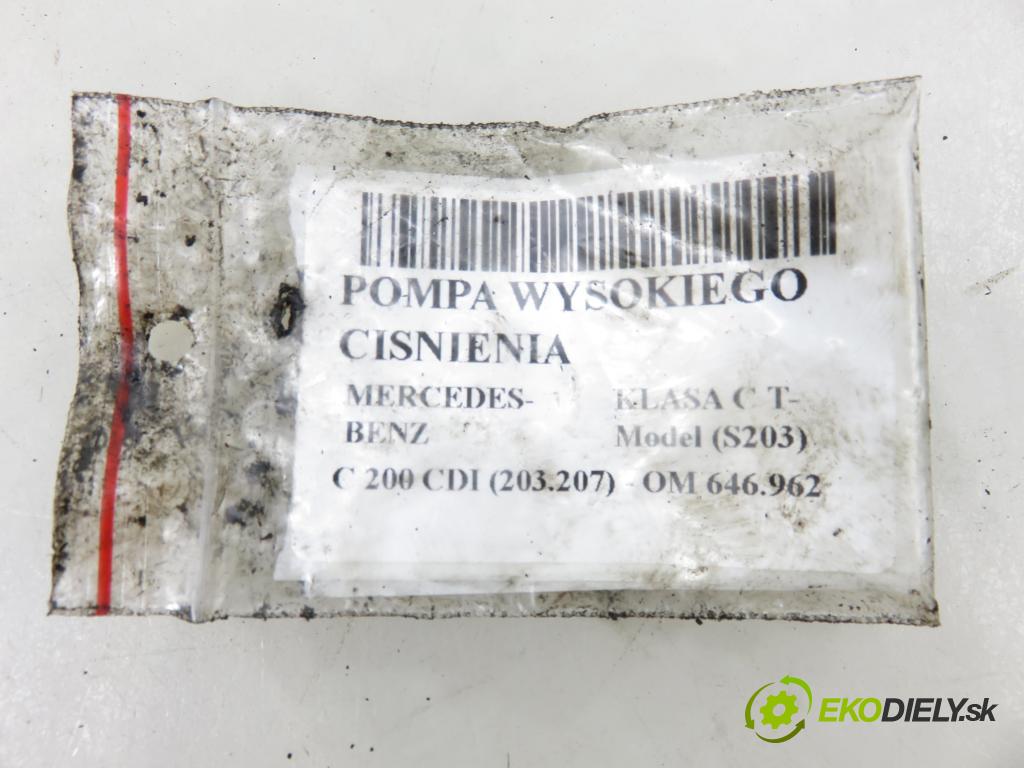 POMPA WYSOKIEGO
CISNIENIA
MERCEDES-
BENZ
KLASA C T-
Model (S203)
C 200 CDI (203.207) - OM 646.962
EKODIELY.sk